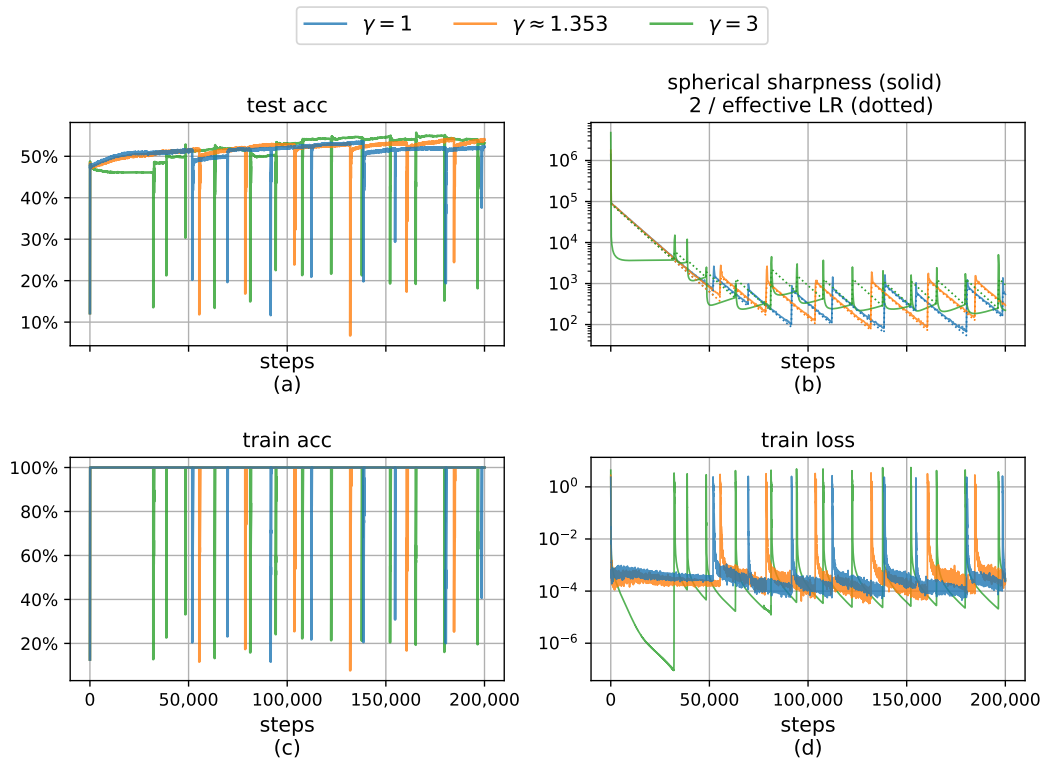 γ = 1 γ ≈ 1.353 γ = 3
test acc
50%
40%
30%
20%
10%
steps
(a)
spherical sharpness (solid)
2 / effective LR (dotted)
10^6
10^5
10^4
10^3
10^2
steps
(b)
train acc
100%
80%
60%
40%
20%
0 50,000 100,000 150,000 200,000
steps
(c)
train loss
10^0
10^-2
10^-4
10^-6
0 50,000 100,000 150,000 200,000
steps
(d)